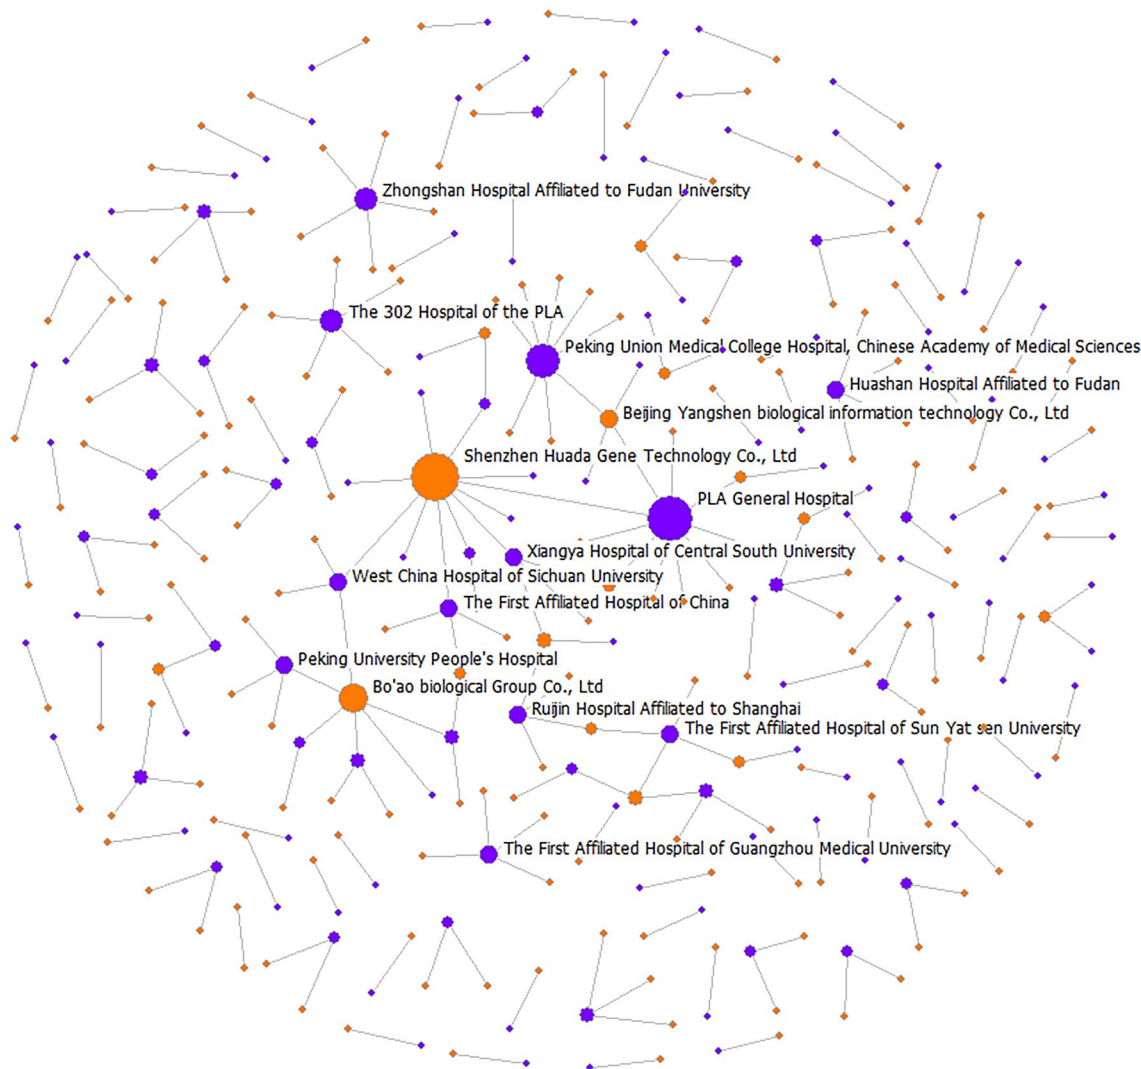 Zhongshan Hospital Affiliated to Fudan University
The 302 Hospital of the PLA
Peking Union Medical College Hospital, Chinese Academy of Medical Sciences
Huashan Hospital Affiliated to Fudan
Beijing Yangshen biological information technology Co., Ltd
Shenzhen Huada Gene Technology Co., Ltd
PLA General Hospital
Xiangya Hospital of Central South University
West China Hospital of Sichuan University
The First Affiliated Hospital of China
Peking University People's Hospital
Bo'ao biological Group Co., Ltd
Ruijin Hospital Affiliated to Shanghai
The First Affiliated Hospital of Sun Yat sen University
The First Affiliated Hospital of Guangzhou Medical University